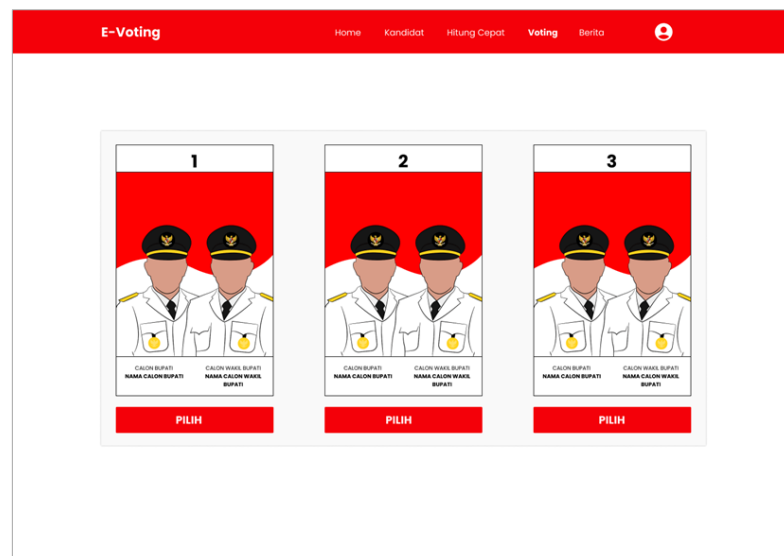 E-Voting
Home Kandidat Hitung Cepat Voting Berita
1
CALON BUPATI
NAMA CALON BUPATI
CALON WAKIL BUPATI
NAMA CALON WAKIL
BUPATI
PILIH
2
CALON BUPATI
NAMA CALON BUPATI
CALON WAKIL BUPATI
NAMA CALON WAKIL
BUPATI
PILIH
3
CALON BUPATI
NAMA CALON BUPATI
CALON WAKIL BUPATI
NAMA CALON WAKIL
BUPATI
PILIH